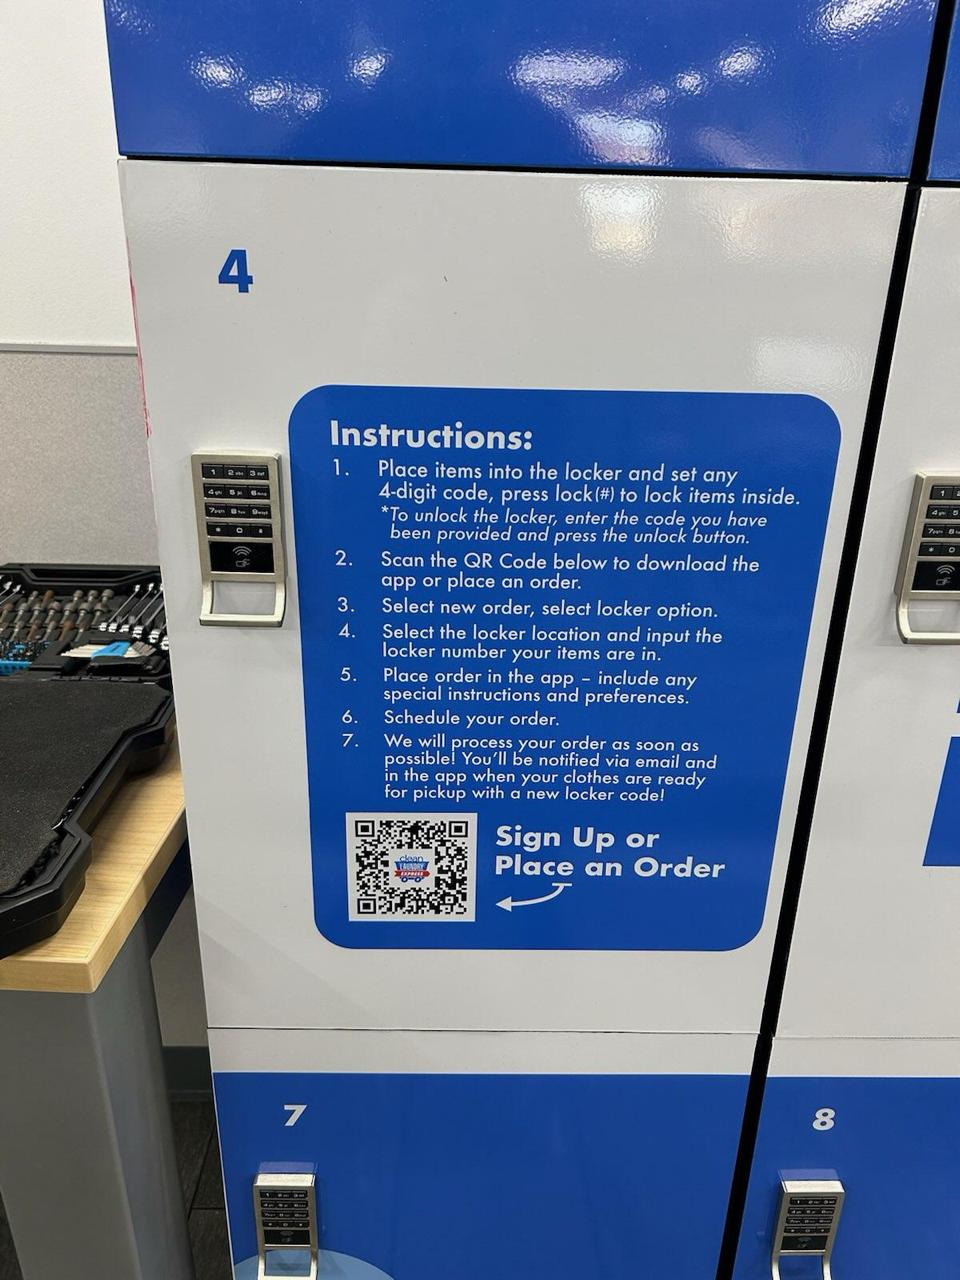 4
Instructions:
1. Place items into the locker and set any
4-digit code, press lock(#) to lock items inside.
*To unlock the locker, enter the code you have
been provided and press the unlock button.
2. Scan the QR Code below to download the
app or place an order.
3. Select new order, select locker option.
4. Select the locker location and input the
locker number your items are in.
5. Place order in the app – include any
special instructions and preferences.
6. Schedule your order.
7. We will process your order as soon as
possible! You'll be notified via email and
in the app when your clothes are ready
for pickup with a new locker code!
clean
LAUNDRY
EXPRESS
Sign Up or
Place an Order
7
8